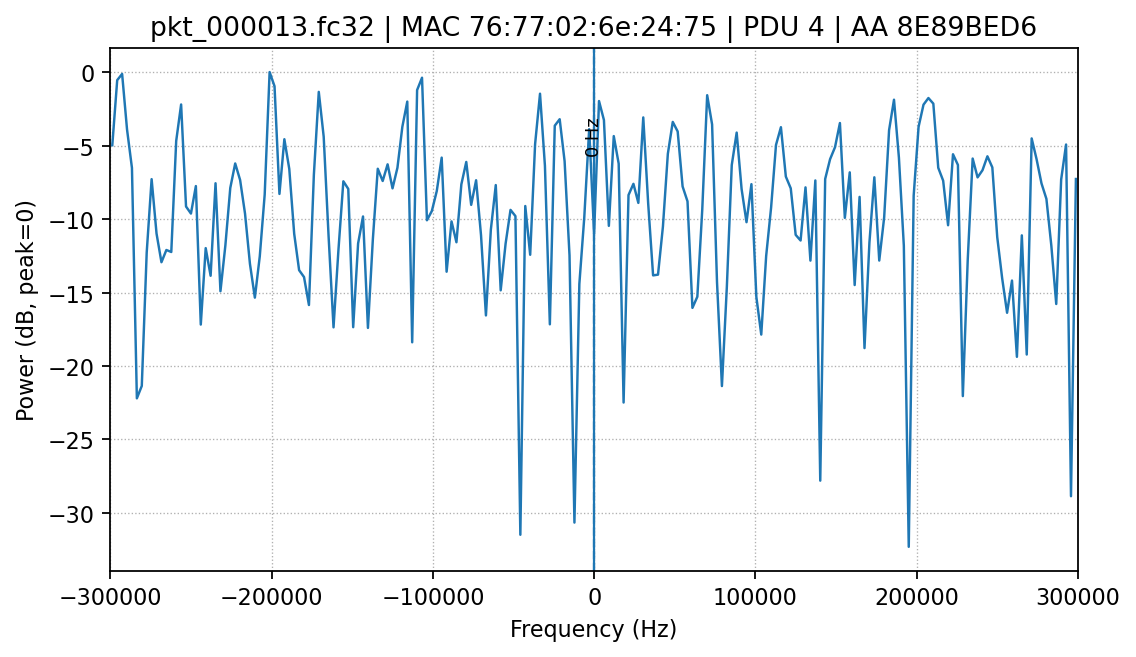 pkt_000013.fc32 | MAC 76:77:02:6e:24:75 | PDU 4 | AA 8E89BED6
0
−5
−10
−15
−20
−25
−30
Power (dB, peak=0)
0 Hz
−300000 −200000 −100000 0 100000 200000 300000
Frequency (Hz)